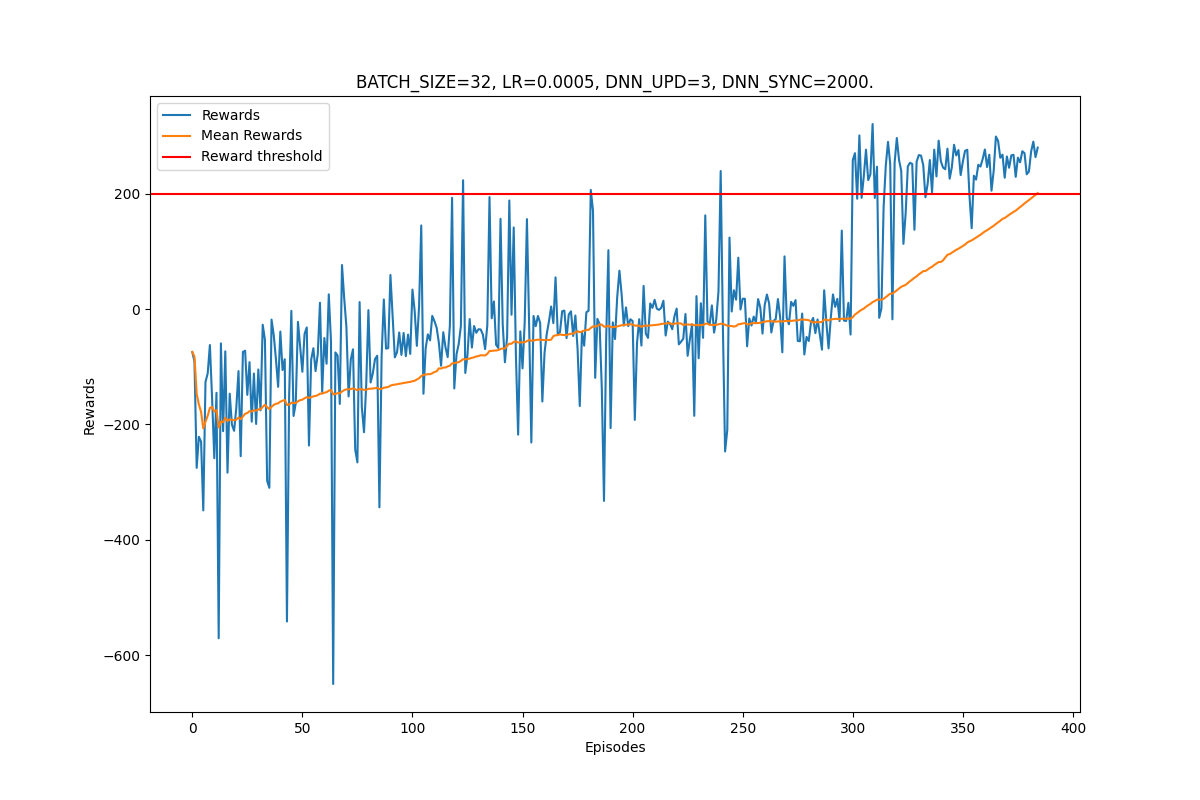 BATCH_SIZE=32, LR=0.0005, DNN_UPD=3, DNN_SYNC=2000.
Rewards
Mean Rewards
Reward threshold
200
0
−200
−400
−600
Rewards
0 50 100 150 200 250 300 350 400
Episodes